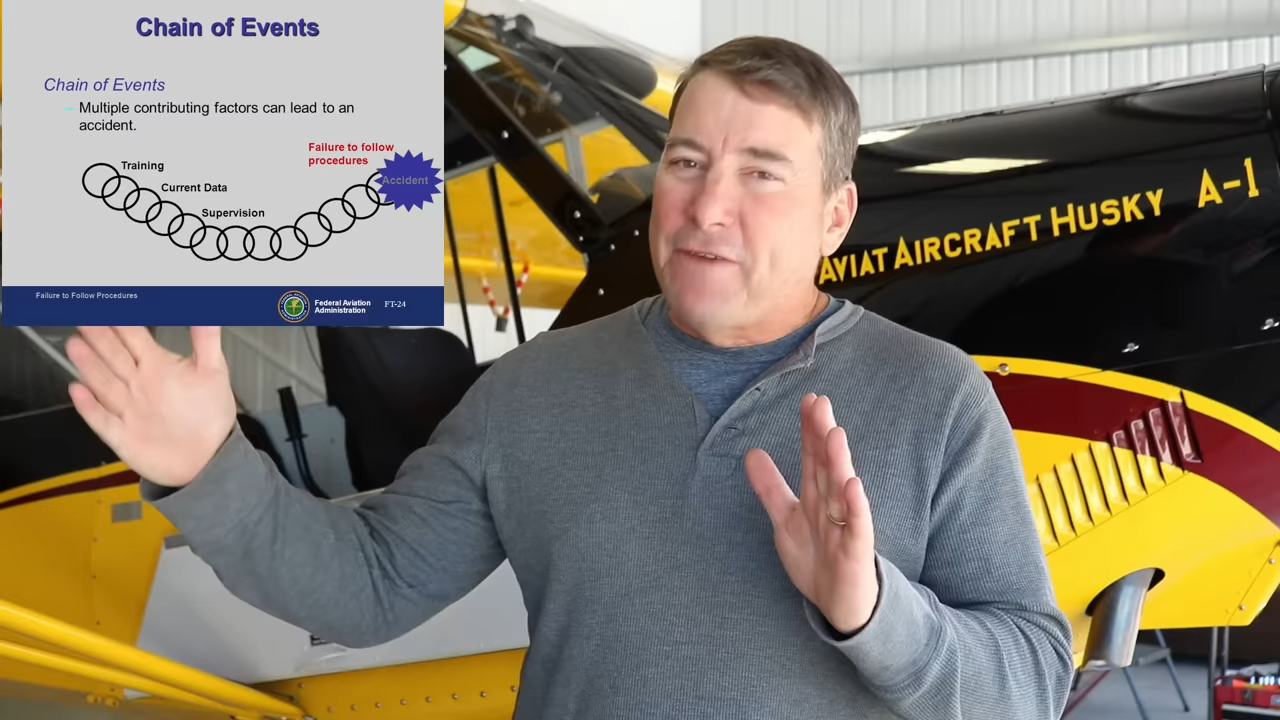 Chain of Events
Chain of Events
– Multiple contributing factors can lead to an
accident.
Failure to follow
procedures
Training
Accident
Current Data
Supervision
Failure to Follow Procedures
Federal Aviation
Administration
FT-24
AVIAT AIRCRAFT HUSKY A-1